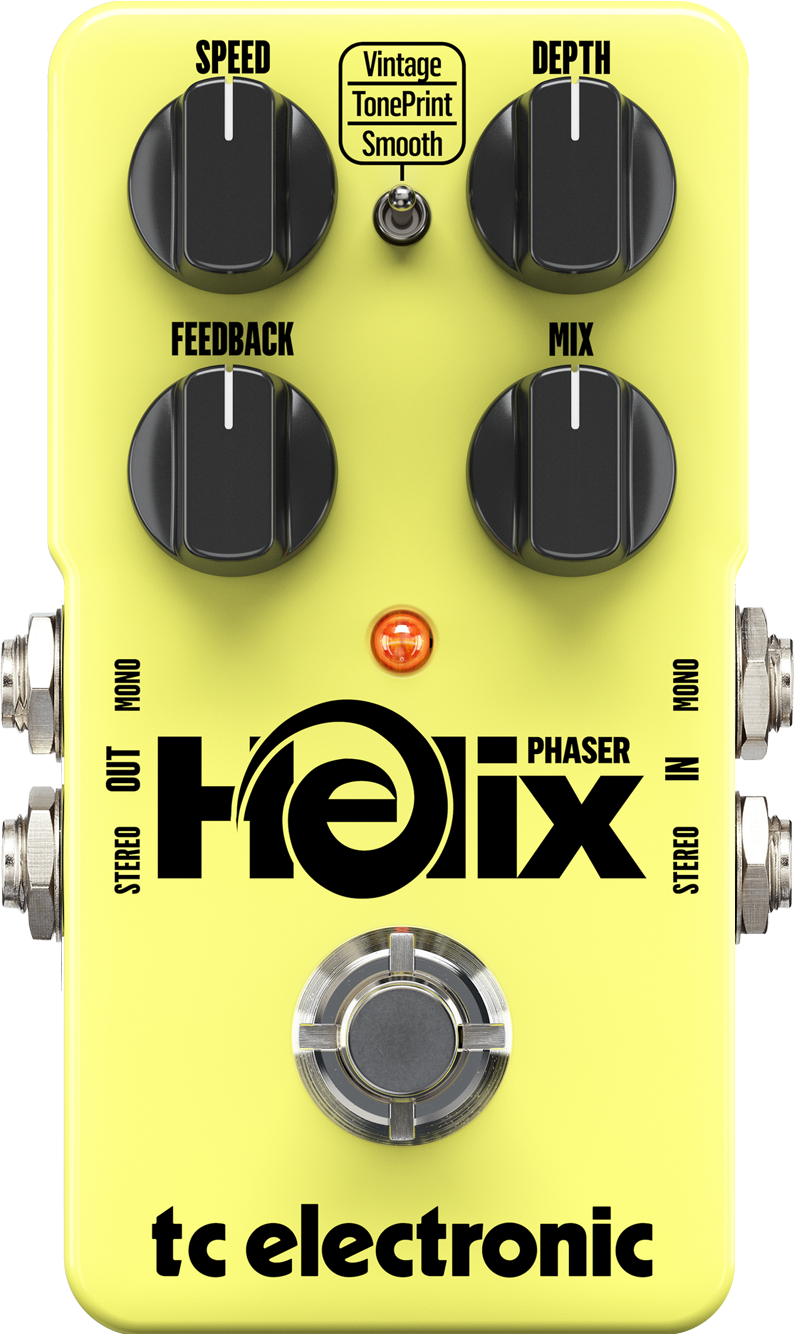 SPEED
Vintage
TonePrint
Smooth
DEPTH
FEEDBACK
MIX
MONO
OUT
STEREO
Helix
PHASER
MONO
IN
STEREO
tc electronic